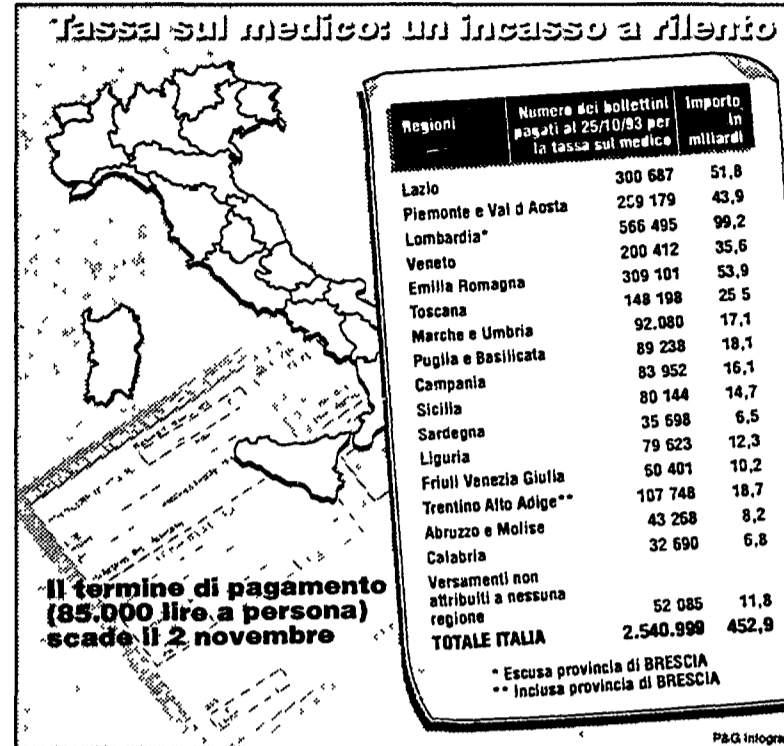 Tassa sul medico: un incasso a rilento
Regioni Numero dei bollettini pagati al 25/10/93 per la tassa sul medico Importo in miliardi
Lazio 300 687 51,8
Piemonte e Val d Aosta 269 179 43,9
Lombardia* 566 495 99,2
Veneto 200 412 35,6
Emilia Romagna 309 101 53,9
Toscana 148 198 25 5
Marche e Umbria 92.080 17,1
Puglia e Basilicata 89 238 18,1
Campania 83 952 16,1
Sicilia 80 144 14,7
Sardegna 35 698 6,5
Liguria 79 623 12,3
Friuli Venezia Giulia 50 401 10,2
Trentino Alto Adige** 107 748 18,7
Abruzzo e Molise 43 268 8,2
Calabria 32 690 6,8
Versamenti non
attribuiti a nessuna
regione 52 085 11,8
TOTALE ITALIA 2.540.999 452,9
* Escusa provincia di BRESCIA
** Inclusa provincia di BRESCIA
Il termine di pagamento
(85.000 lire a persona)
scade il 2 novembre
P&G Infogra